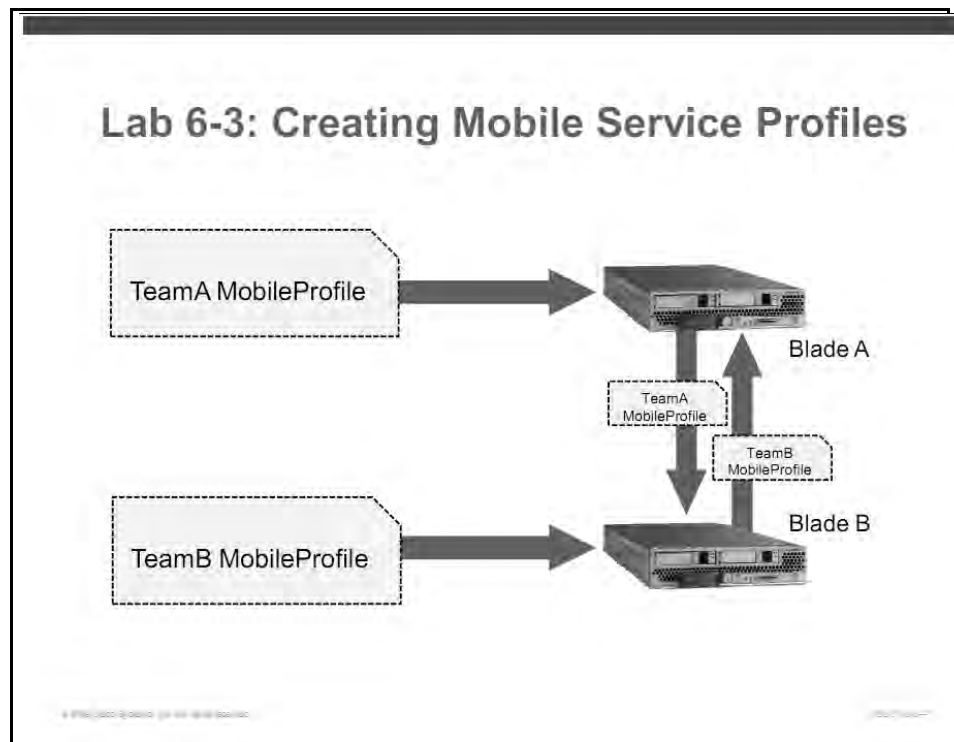 Lab 6-3: Creating Mobile Service Profiles
TeamA MobileProfile
Blade A
TeamA
MobileProfile
TeamB
MobileProfile
Blade B
TeamB MobileProfile